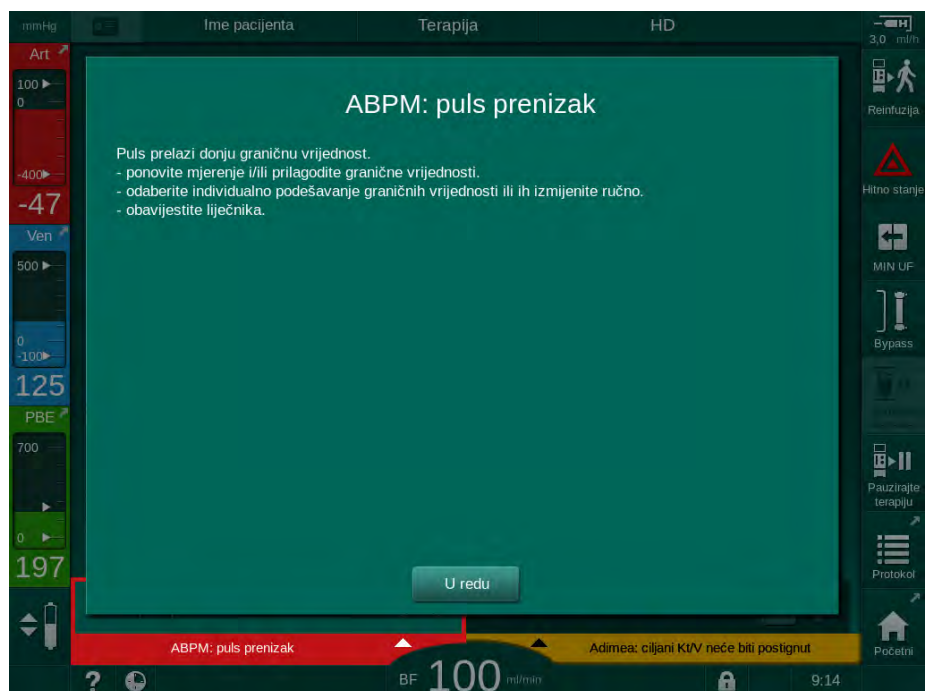 mmHg
Ime pacijenta
Terapija
HD
3,0 ml/h
Art
100
0
-400
-47
Ven
500
0
-100
125
PBE
700
0
197
ABPM: puls prenizak
Puls prelazi donju graničnu vrijednost.
- ponovite mjerenje i/ili prilagodite granične vrijednosti.
- odaberite individualno podešavanje graničnih vrijednosti ili ih izmijenite ručno.
- obavijestite liječnika.
U redu
Reinfuzija
Hitno stanje
MIN UF
Bypass
Pauzirajte
terapiju
Protokol
Početni
ABPM: puls prenizak
Adimea: ciljani Kt/V neće biti postignut
?
BF 100 ml/min
9:14